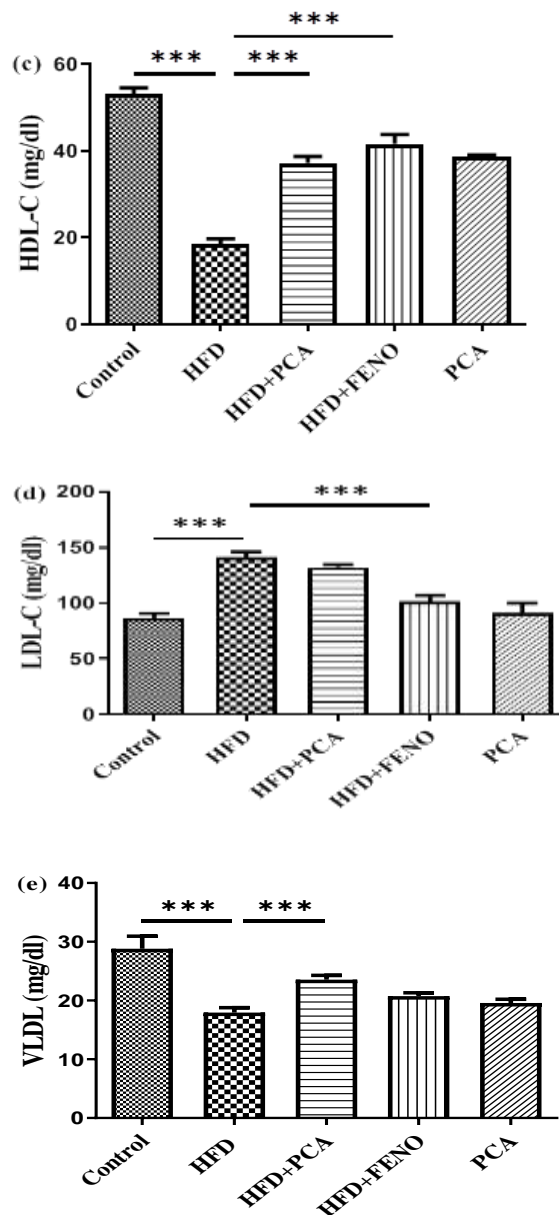 ***
(c) *** ***
60
40
20
0
HDL-C (mg/dl)
Control HFD HFD+PCA HFD+FENO PCA
(d)
200
150
100
50
0
LDL-C (mg/dl)
*** ***
Control HFD HFD+PCA HFD+FENO PCA
(e)
40
30
20
10
0
VLDL (mg/dl)
*** ***
Control HFD HFD+PCA HFD+FENO PCA